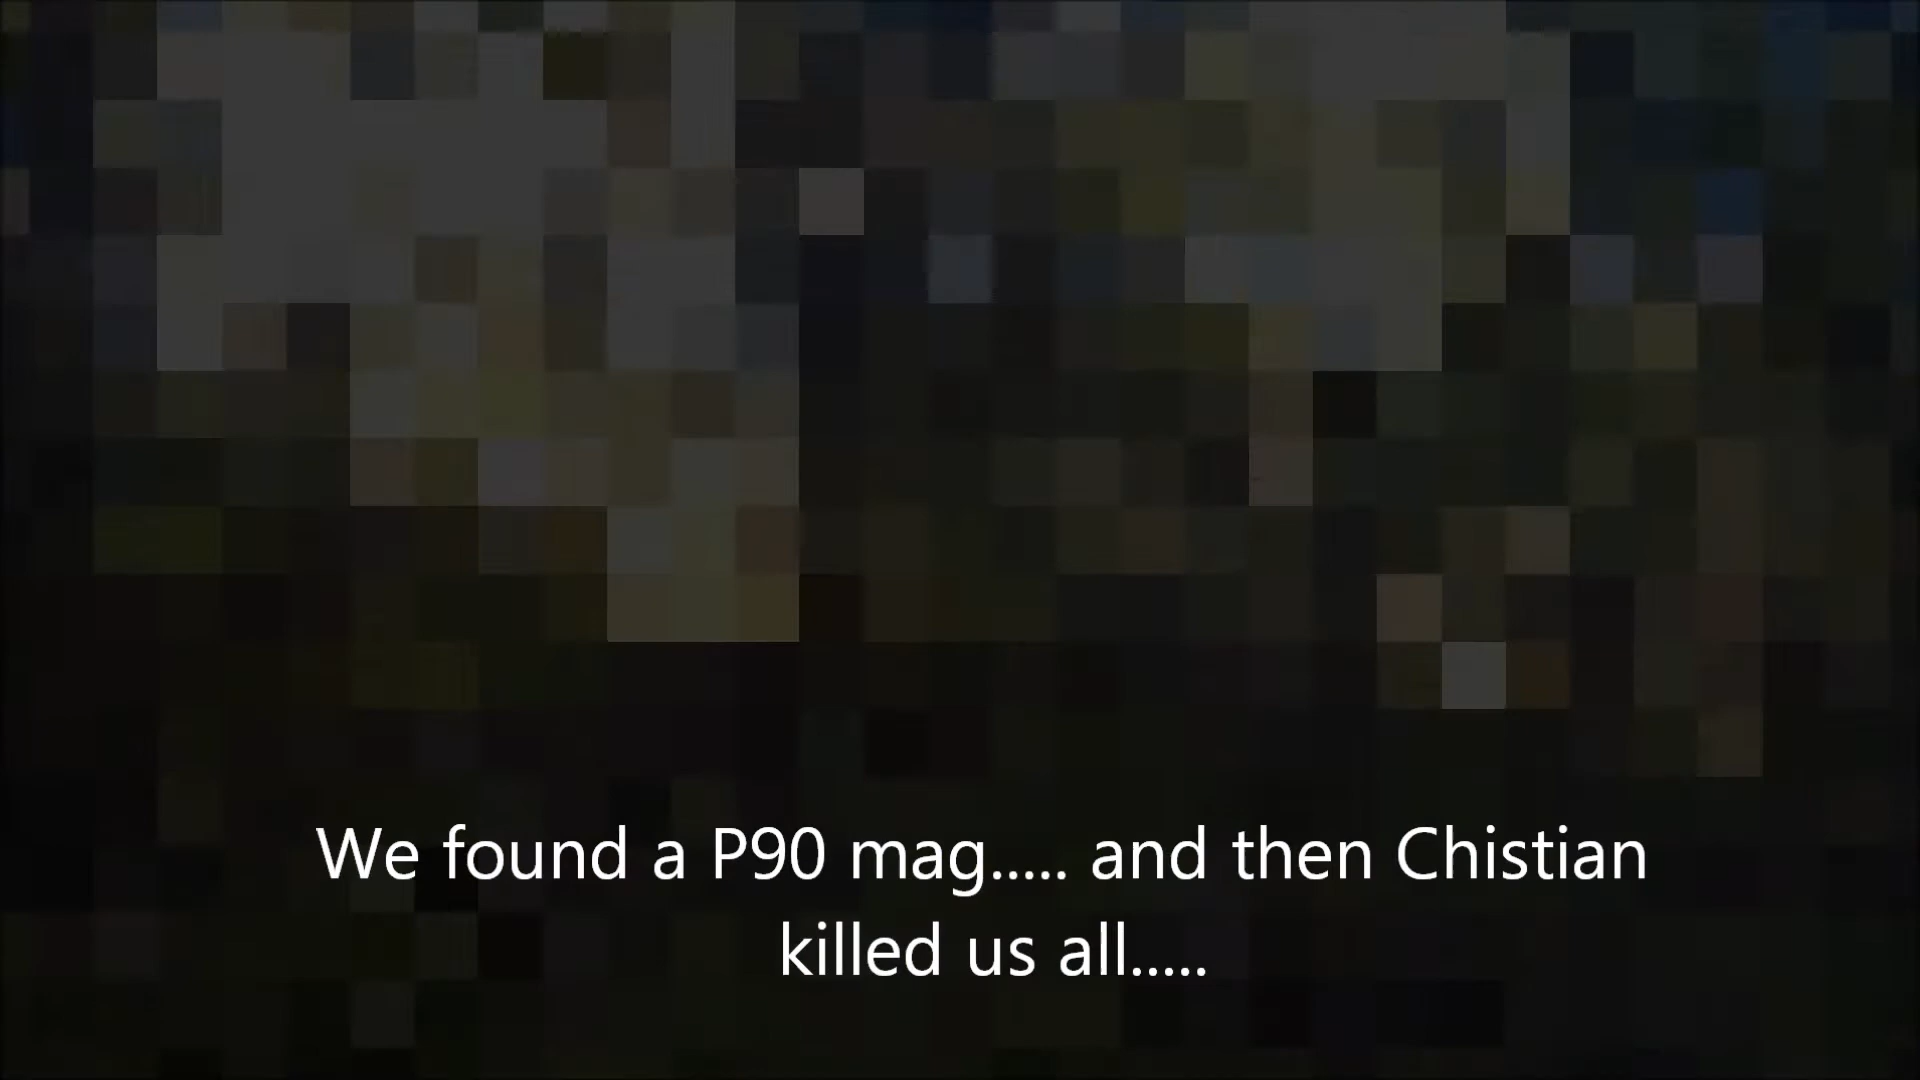 We found a P90 mag..... and then Chistian
killed us all.....